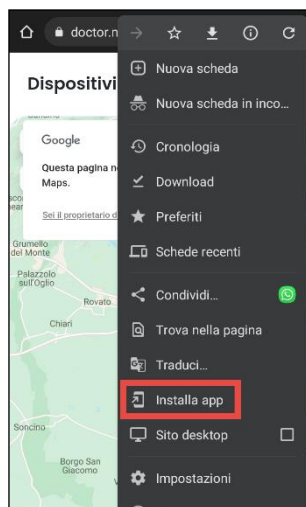 doctor.n
Dispositivi
Google
Questa pagina n
Maps.
Sei il proprietario d
Grumello
del Monte
Palazzolo
sull'Oglio
Rovato
Chiari
Soncino
Borgo San
Giacomo
Nuova scheda
Nuova scheda in inco...
Cronologia
Download
Preferiti
Schede recenti
Condividi...
Trova nella pagina
Traduci...
Installa app
Sito desktop
Impostazioni